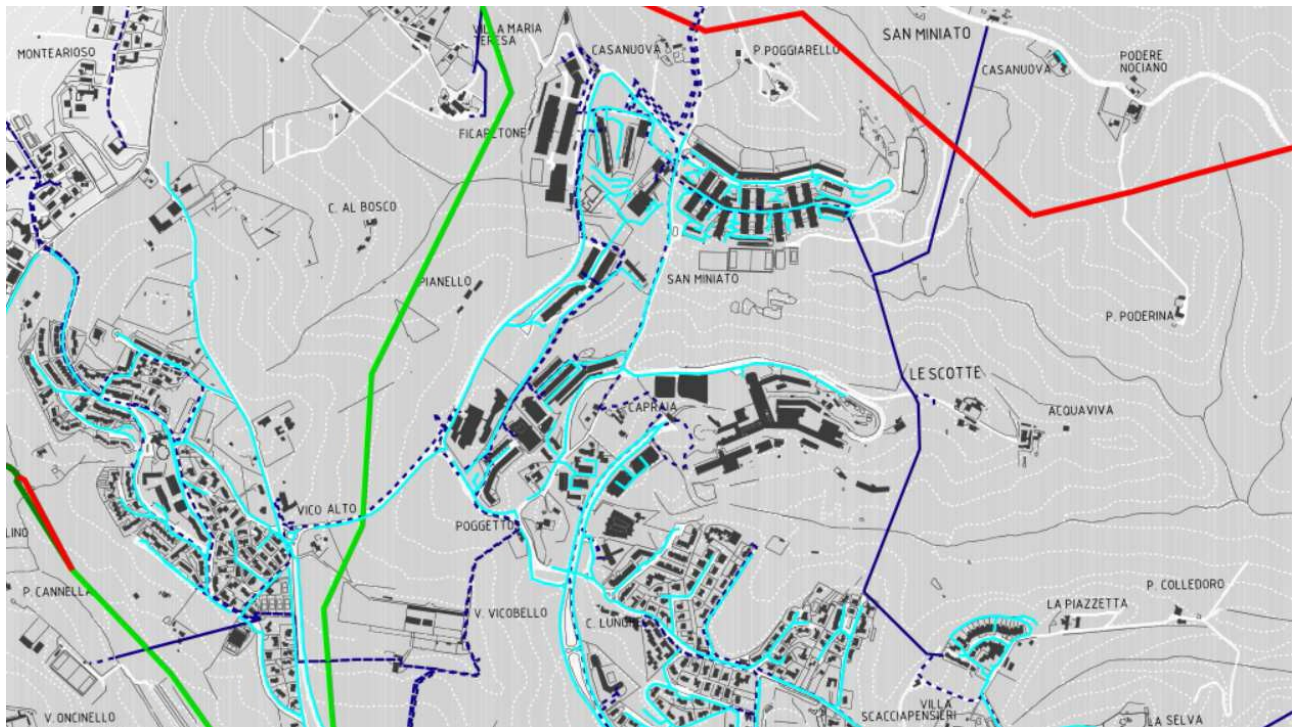 VILLA MARIA
TERESA
SAN MINIATO
MONTEARIOSO
CASANUOVA
P. POGGIARELLO
PODERE
NOCIANO
CASANUOVA
FICARETONE
C. AL BOSCO
PIANELLO
SAN MINIATO
P. PODERINA
LE SCOTTE
CAPRAIA
ACQUAVIVA
VICO ALTO
POGGETTO
LINO
P. CANNELLA
V. VICOBELLO
C. LUNGO
LA PIAZZETTA
P. COLLEDORO
V. ONCINELLO
VILLA
SCACCIAPENSIERI
LA SELVA